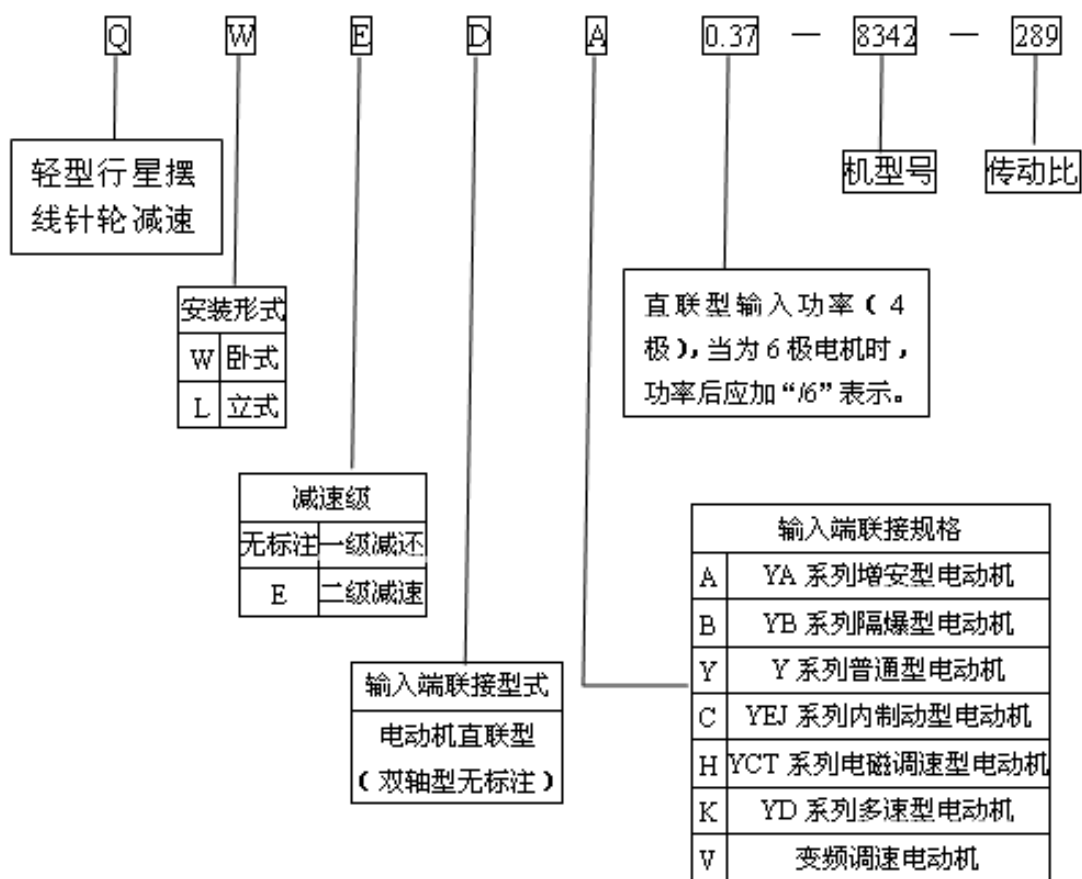 Q W E D A 0.37 — 8342 — 289
轻型行星摆
线针轮减速
机型号
传动比
安装形式
W 卧式
L 立式
直联型输入功率(4
极),当为6极电机时,
功率后应加“/6”表示。
减速级
无标注 一级减还
E 二级减速
输入端联接型式
电动机直联型
(双轴型无标注)
输入端联接规格
A YA 系列增安型电动机
B YB 系列隔爆型电动机
Y Y 系列普通型电动机
C YEJ 系列内制动型电动机
H YCT 系列电磁调速型电动机
K YD 系列多速型电动机
V 变频调速电动机